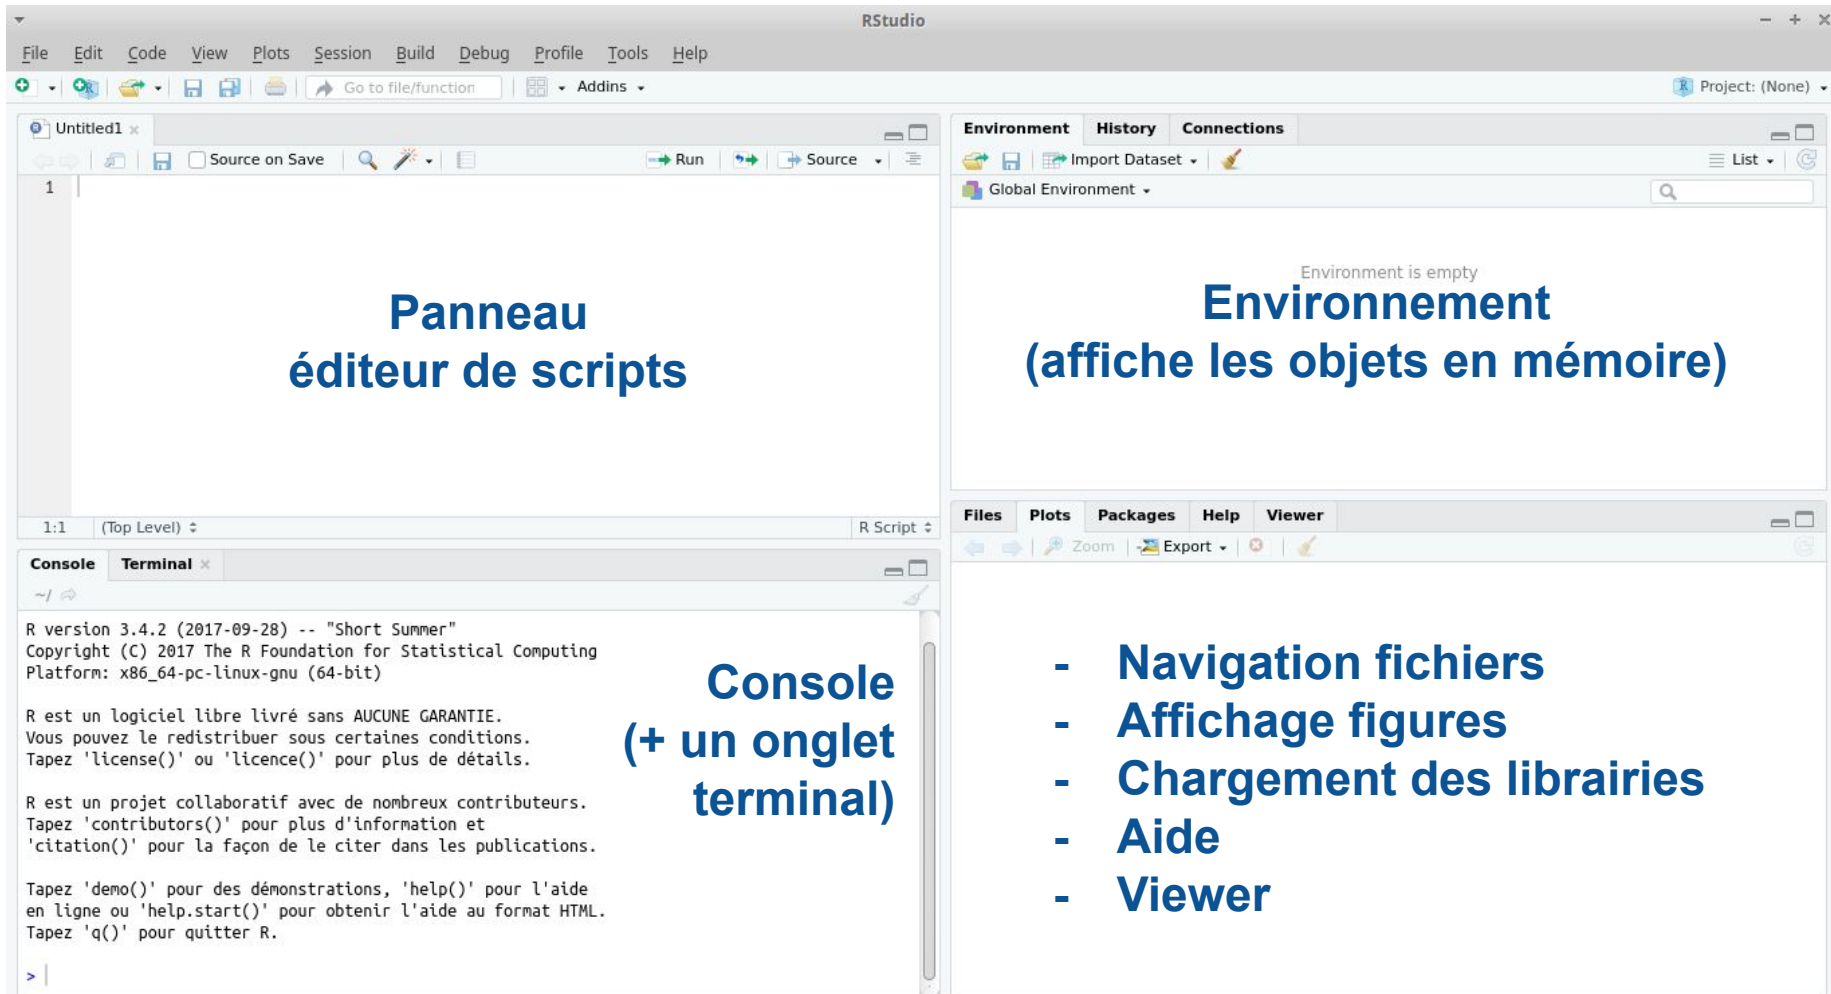 RStudio
File Edit Code View Plots Session Build Debug Profile Tools Help
Go to file/function Addins Project: (None)
Untitled1
Source on Save Run Source
1
Panneau
éditeur de scripts
1:1 (Top Level) R Script
Environment History Connections
Import Dataset List
Global Environment
Environment is empty
Environnement
(affiche les objets en mémoire)
Console Terminal
~/
R version 3.4.2 (2017-09-28) -- "Short Summer"
Copyright (C) 2017 The R Foundation for Statistical Computing
Platform: x86_64-pc-linux-gnu (64-bit)
R est un logiciel libre livré sans AUCUNE GARANTIE.
Vous pouvez le redistribuer sous certaines conditions.
Tapez 'license()' ou 'licence()' pour plus de détails.
R est un projet collaboratif avec de nombreux contributeurs.
Tapez 'contributors()' pour plus d'information et
'citation()' pour la façon de le citer dans les publications.
Tapez 'demo()' pour des démonstrations, 'help()' pour l'aide
en ligne ou 'help.start()' pour obtenir l'aide au format HTML.
Tapez 'q()' pour quitter R.
>
Console
(+ un onglet
terminal)
Files Plots Packages Help Viewer
Zoom Export
- Navigation fichiers
- Affichage figures
- Chargement des librairies
- Aide
- Viewer